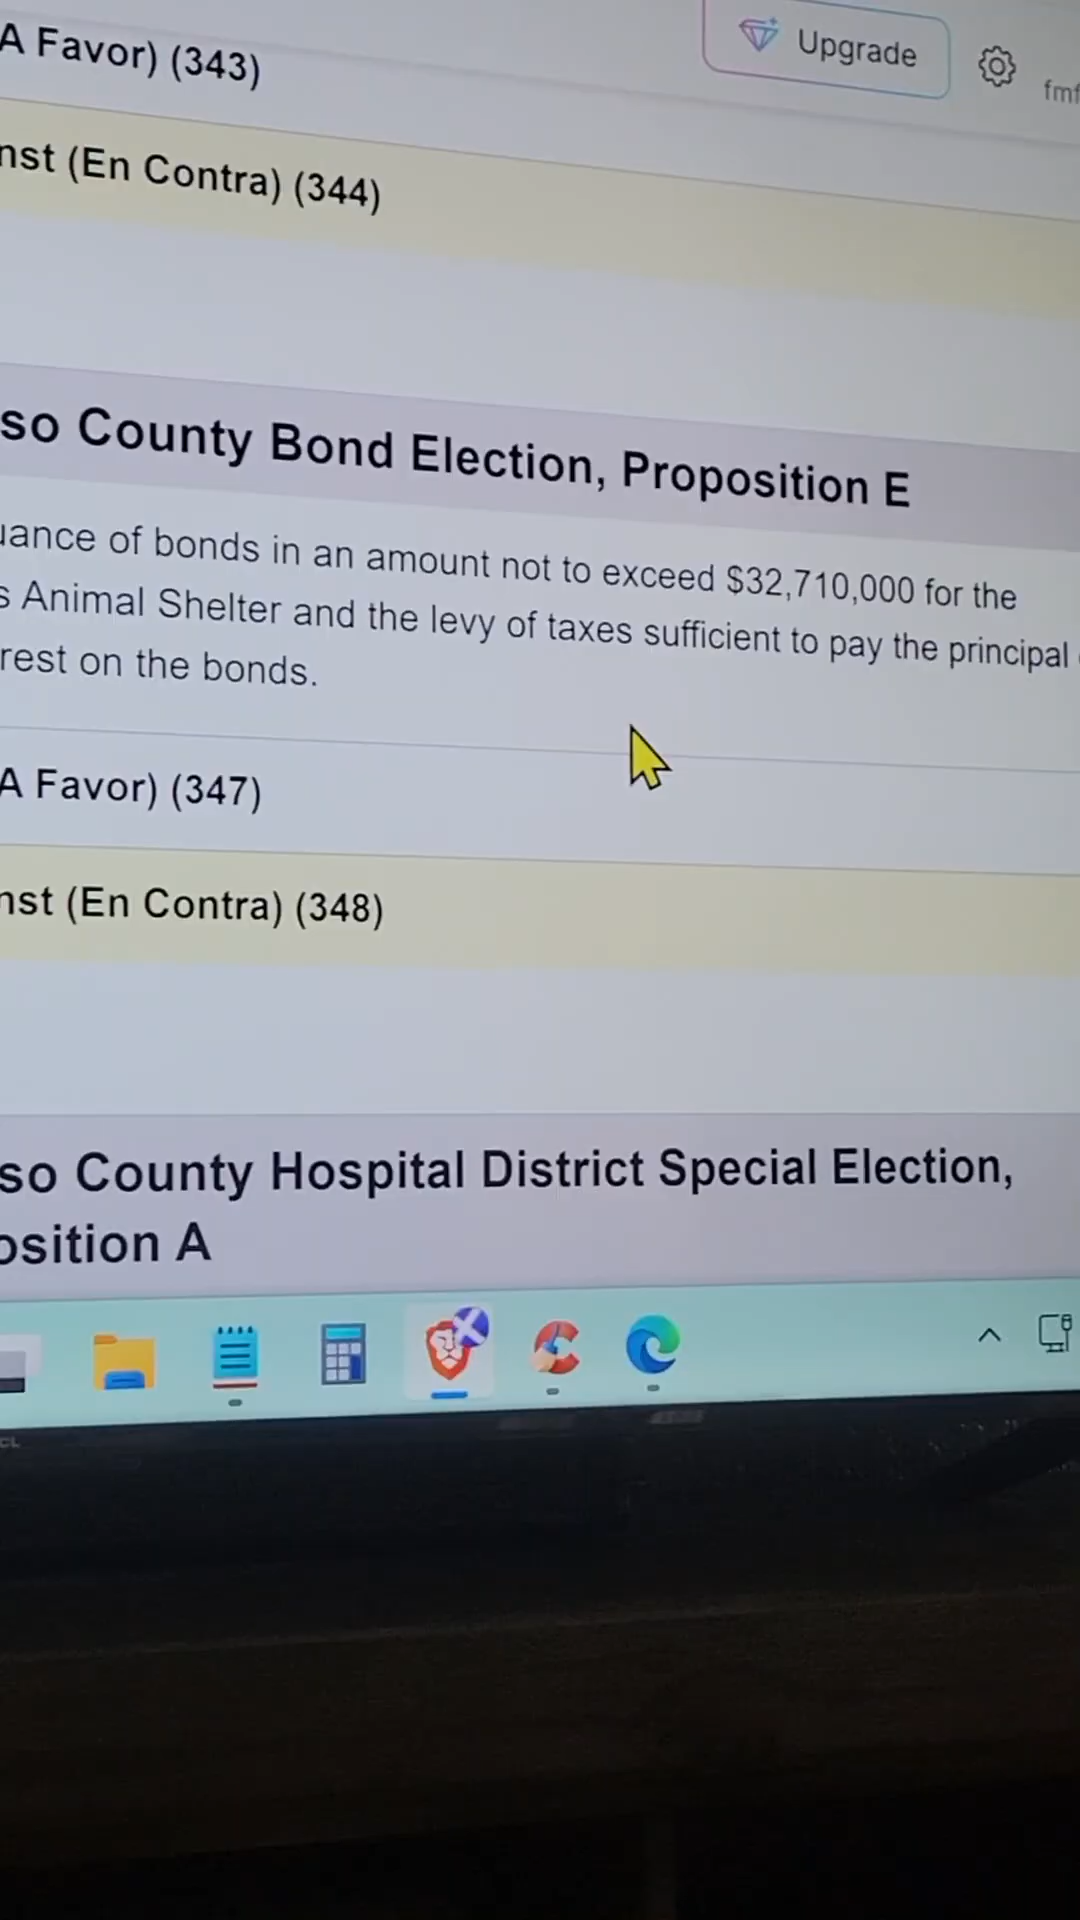 A Favor) (343)
Upgrade
fmf
nst (En Contra) (344)
so County Bond Election, Proposition E
uance of bonds in an amount not to exceed $32,710,000 for the
s Animal Shelter and the levy of taxes sufficient to pay the principal
rest on the bonds.
A Favor) (347)
nst (En Contra) (348)
so County Hospital District Special Election,
osition A
CL